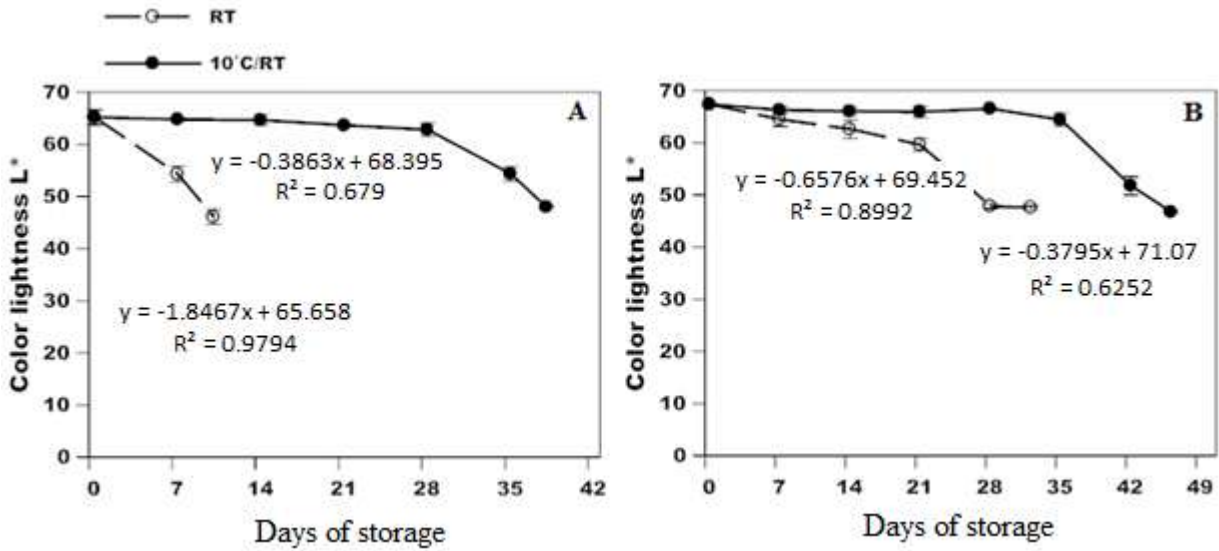 RT
10°C/RT
Color lightness L*
70
60
50
40
30
20
10
0
A
y = -0.3863x + 68.395
R² = 0.679
y = -1.8467x + 65.658
R² = 0.9794
0 7 14 21 28 35 42
Days of storage
Color lightness L*
70
60
50
40
30
20
10
0
B
y = -0.6576x + 69.452
R² = 0.8992
y = -0.3795x + 71.07
R² = 0.6252
0 7 14 21 28 35 42 49
Days of storage